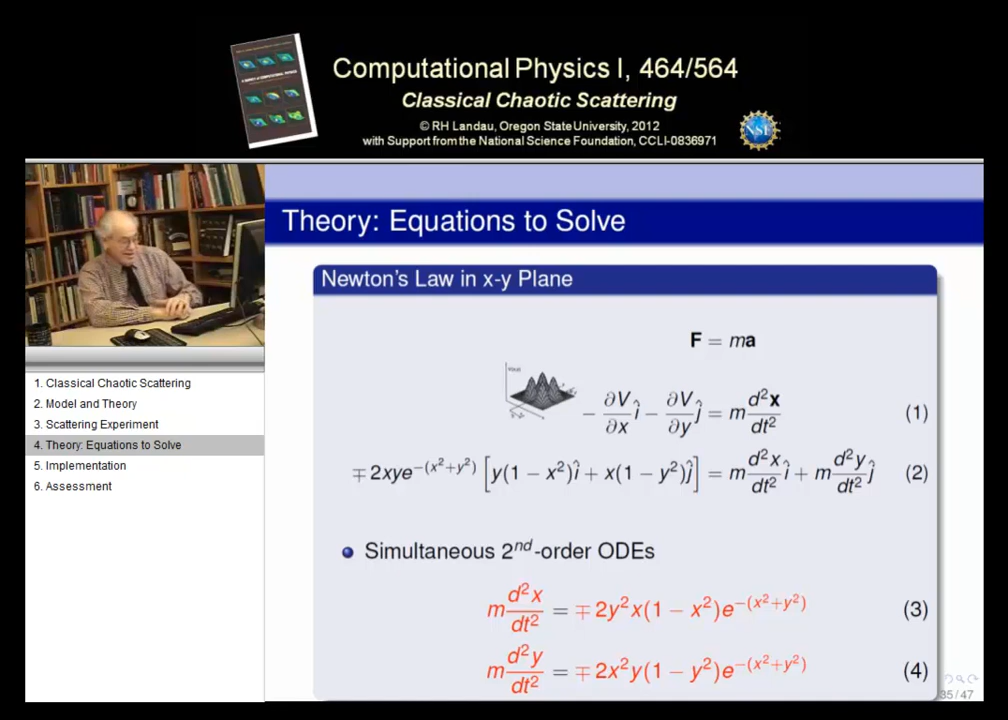 Computational Physics I, 464/564
Classical Chaotic Scattering
© RH Landau, Oregon State University, 2012
with Support from the National Science Foundation, CCLI-0836971
NSF
Theory: Equations to Solve
Newton's Law in x-y Plane
F = ma
− ∂V/∂x î − ∂V/∂y ĵ = m d²x/dt² (1)
∓ 2xye^−(x²+y²) [y(1 − x²)î + x(1 − y²)ĵ] = m d²x/dt² î + m d²y/dt² ĵ (2)
Simultaneous 2nd-order ODEs
m d²x/dt² = ∓ 2y²x(1 − x²)e^−(x²+y²) (3)
m d²y/dt² = ∓ 2x²y(1 − y²)e^−(x²+y²) (4)
35 / 47
1. Classical Chaotic Scattering
2. Model and Theory
3. Scattering Experiment
4. Theory: Equations to Solve
5. Implementation
6. Assessment